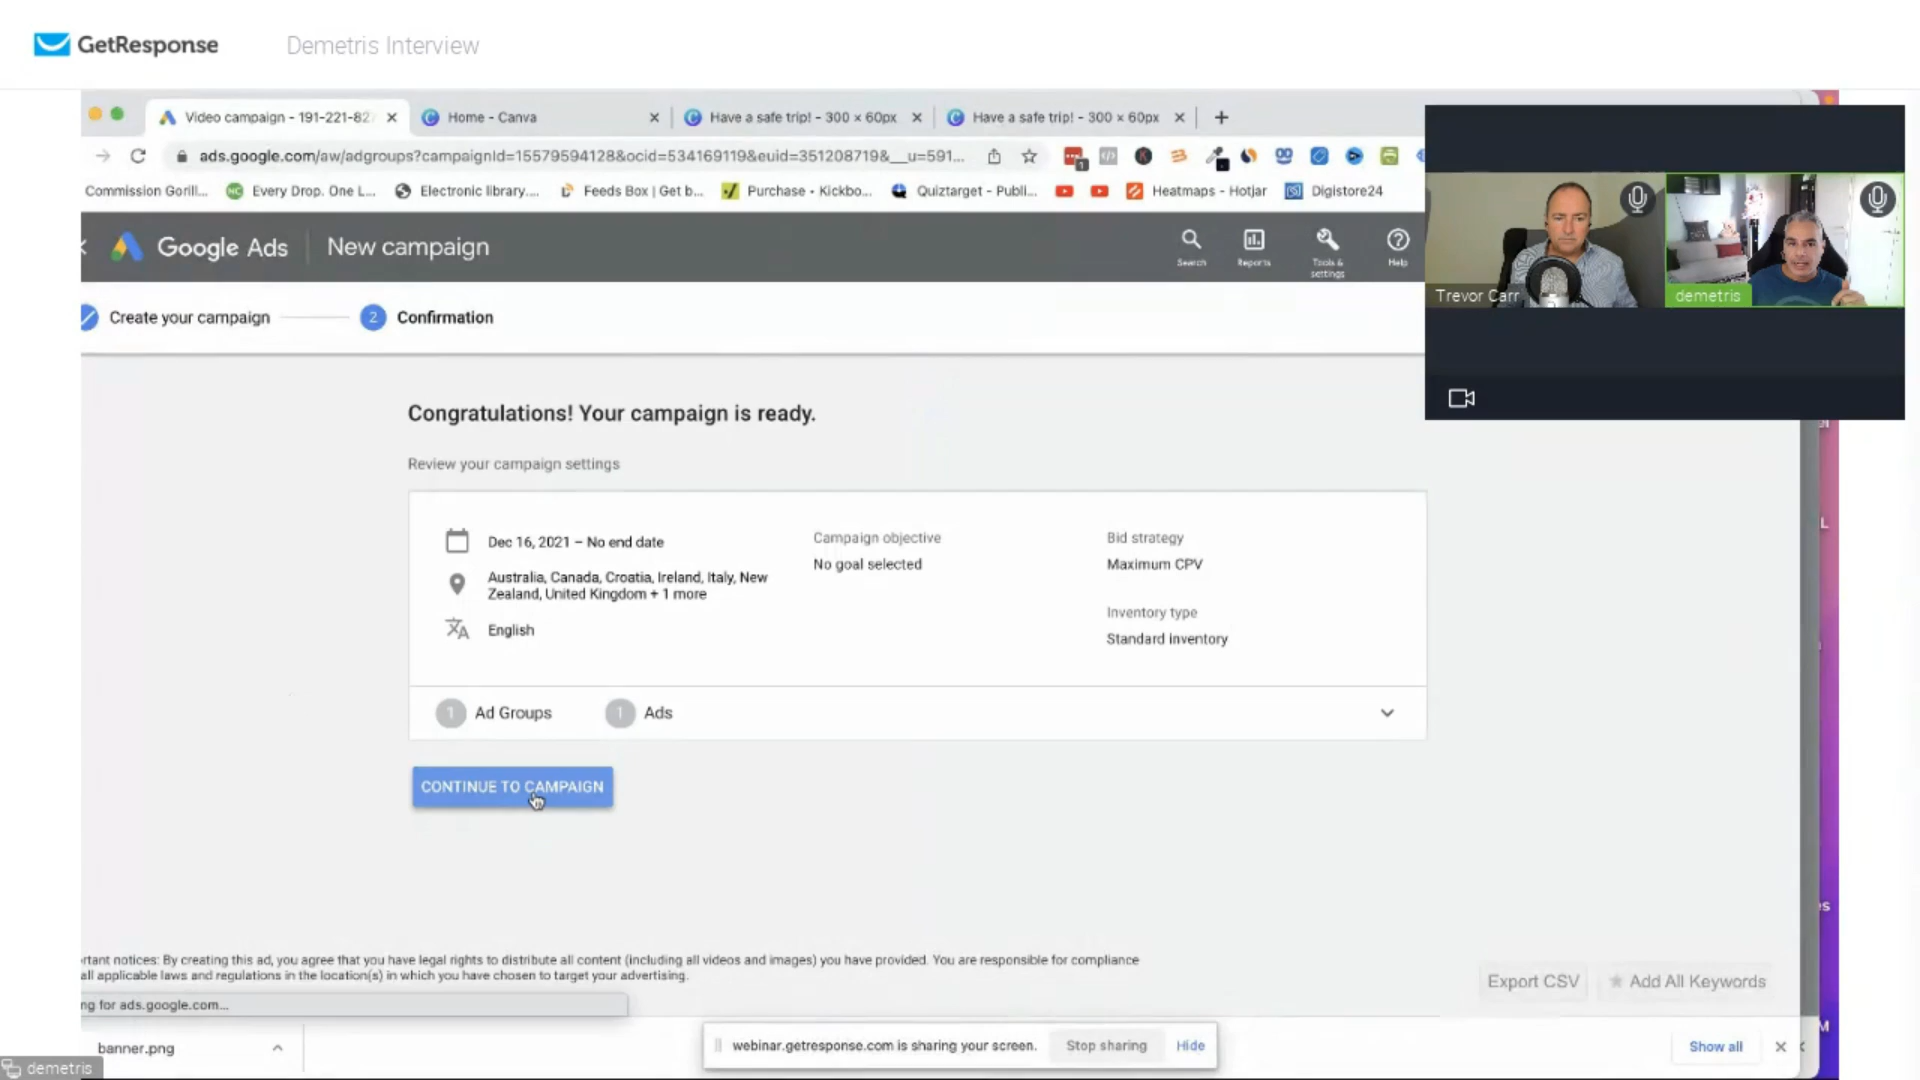 GetResponse
Demetris Interview
Video campaign - 191-221-82
Home - Canva
Have a safe trip! - 300 × 60px
Have a safe trip! - 300 × 60px
ads.google.com/aw/adgroups?campaignId=15579594128&ocid=534169119&euid=351208719&__u=591...
1
Commission Gorill...
Every Drop. One L...
Electronic library....
Feeds Box | Get b...
Purchase • Kickbo...
Quiztarget - Publi...
Heatmaps - Hotjar
Digistore24
Google Ads
New campaign
Search
Reports
Tools &
settings
Help
Trevor Carr
demetris
Create your campaign
2
Confirmation
Congratulations! Your campaign is ready.
Review your campaign settings
Dec 16, 2021 – No end date
Australia, Canada, Croatia, Ireland, Italy, New
Zealand, United Kingdom + 1 more
English
Campaign objective
No goal selected
Bid strategy
Maximum CPV
Inventory type
Standard inventory
1 Ad Groups
1 Ads
CONTINUE TO CAMPAIGN
rtant notices: By creating this ad, you agree that you have legal rights to distribute all content (including all videos and images) you have provided. You are responsible for compliance
all applicable laws and regulations in the location(s) in which you have chosen to target your advertising.
Export CSV
Add All Keywords
ng for ads.google.com...
banner.png
webinar.getresponse.com is sharing your screen.
Stop sharing
Hide
Show all
demetris